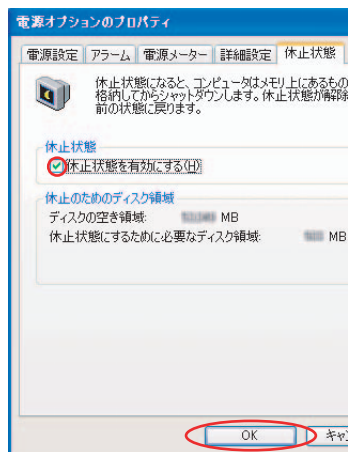 電源オプションのプロパティ
電源設定 アラーム 電源メーター 詳細設定 休止状態
休止状態になると、コンピュータはメモリ上にあるもの
格納してからシャットダウンします。休止状態が解除
前の状態に戻ります。
休止状態
休止状態を有効にする(H)
休止のためのディスク領域
ディスクの空き領域: MB
休止状態にするために必要なディスク領域: MB
OK キャン